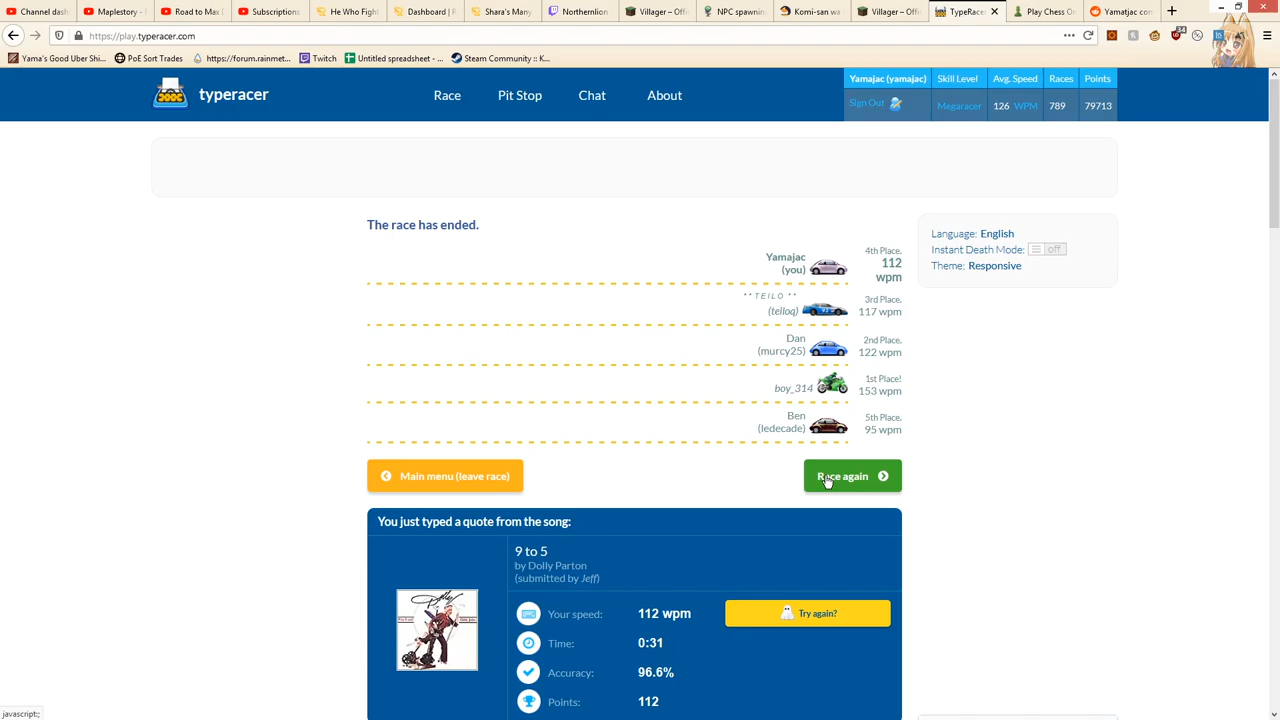 Channel dash
Maplestory -
Road to Max
Subscriptions
He Who Fight
Dashboard | R
Shara's Many
Northernlion
Villager – Offi
NPC spawnin
Komi-san wa
Villager – Offi
TypeRacer
Play Chess On
Yamatjac con
https://play.typeracer.com
34
Yama's Good Uber Shi...
PoE Sort Trades
https://forum.rainmet...
Twitch
Untitled spreadsheet -...
Steam Community :: K...
typeracer
Race
Pit Stop
Chat
About
Yamajac (yamajac)
Skill Level
Avg. Speed
Races
Points
Sign Out
Megaracer
126 WPM
789
79713
The race has ended.
Language: English
Instant Death Mode: off
Theme: Responsive
Yamajac
(you)
4th Place.
112
wpm
** TEILO **
(teiloq)
3rd Place.
117 wpm
Dan
(murcy25)
2nd Place.
122 wpm
boy_314
1st Place!
153 wpm
Ben
(ledecade)
5th Place.
95 wpm
Main menu (leave race)
Race again
You just typed a quote from the song:
9 to 5
by Dolly Parton
(submitted by Jeff)
Your speed: 112 wpm
Try again?
Time: 0:31
Accuracy: 96.6%
Points: 112
javascript:;